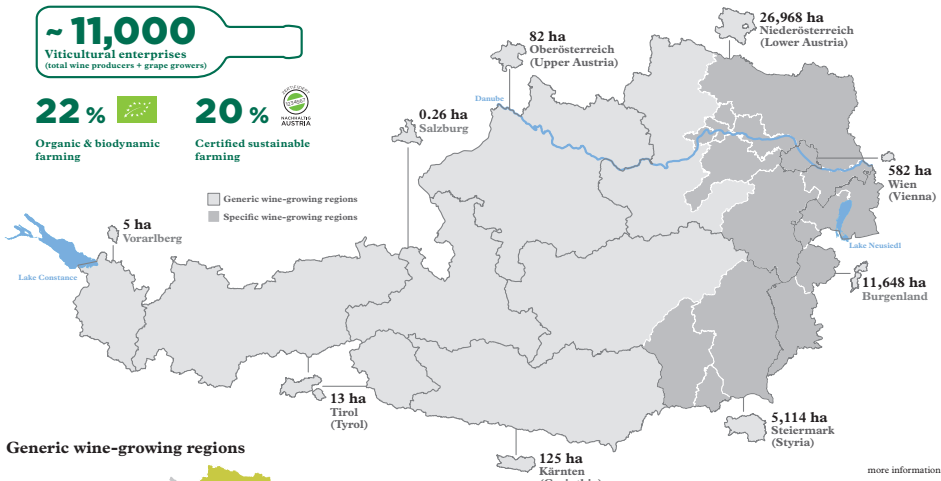 ~ 11,000
Viticultural enterprises
(total wine producers + grape growers)
22 %
Organic & biodynamic
farming
20 %
NACHHALTIG
AUSTRIA
Certified sustainable
farming
Generic wine-growing regions
Specific wine-growing regions
26,968 ha
Niederösterreich
(Lower Austria)
82 ha
Oberösterreich
(Upper Austria)
Danube
0.26 ha
Salzburg
582 ha
Wien
(Vienna)
Lake Neusiedl
5 ha
Vorarlberg
Lake Constance
11,648 ha
Burgenland
13 ha
Tirol
(Tyrol)
5,114 ha
Steiermark
(Styria)
125 ha
Kärnten
Generic wine-growing regions
more information